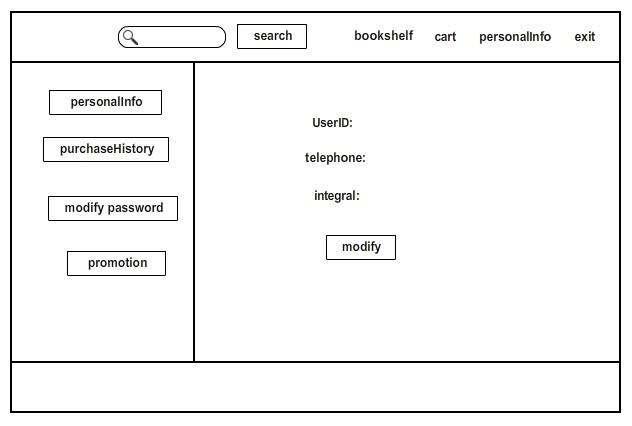 search bookshelf cart personalInfo exit
personalInfo
purchaseHistory
modify password
promotion
UserID:
telephone:
integral:
modify